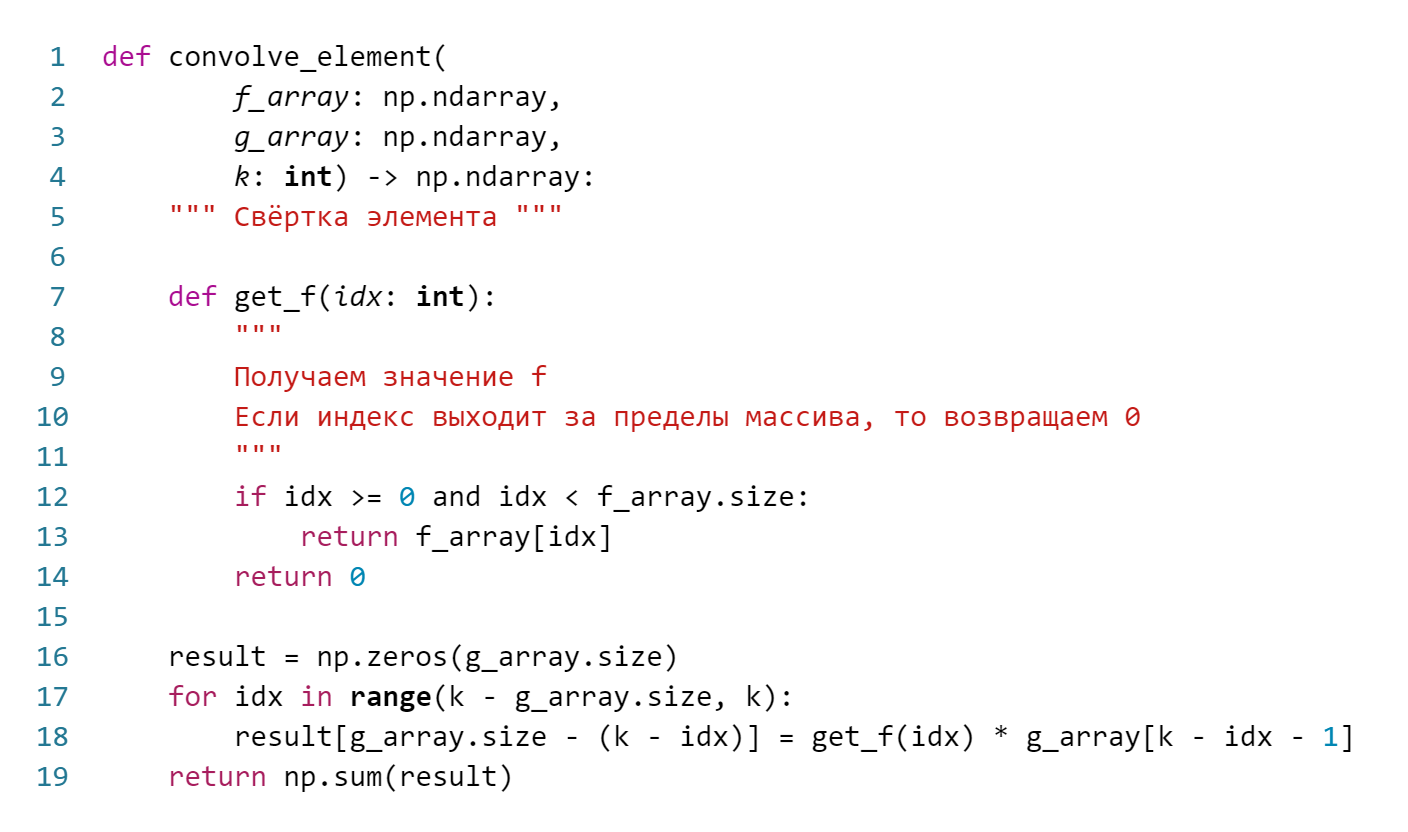 1 def convolve_element(
2         f_array: np.ndarray,
3         g_array: np.ndarray,
4         k: int) -> np.ndarray:
5     """ Свёртка элемента """
6
7     def get_f(idx: int):
8         """
9         Получаем значение f
10         Если индекс выходит за пределы массива, то возвращаем 0
11         """
12         if idx >= 0 and idx < f_array.size:
13             return f_array[idx]
14         return 0
15
16     result = np.zeros(g_array.size)
17     for idx in range(k - g_array.size, k):
18         result[g_array.size - (k - idx)] = get_f(idx) * g_array[k - idx - 1]
19     return np.sum(result)